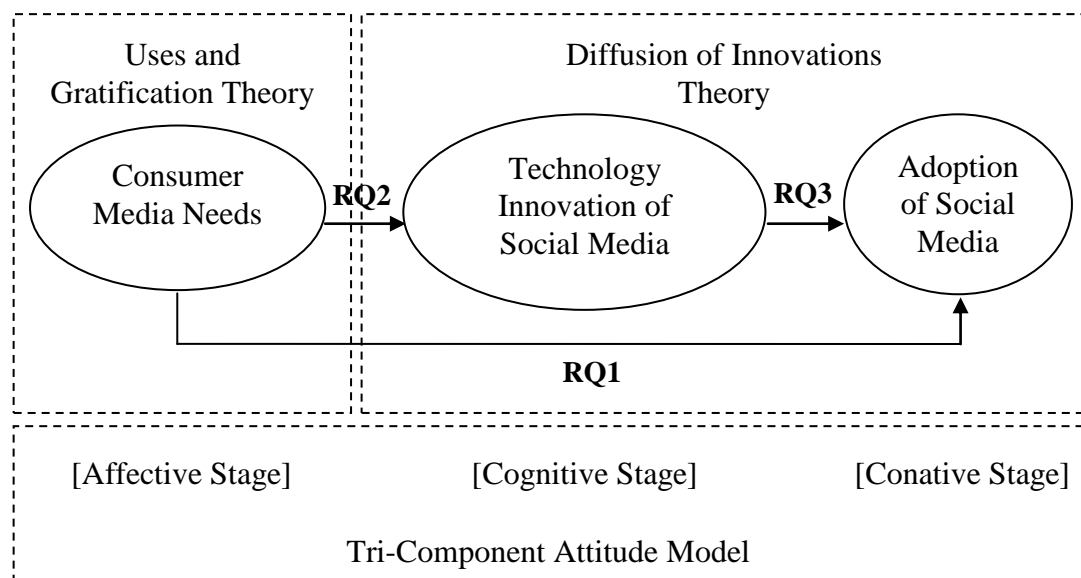 Uses and
Gratification Theory
Diffusion of Innovations
Theory
Consumer
Media Needs
RQ2
Technology
Innovation of
Social Media
RQ3
Adoption
of Social
Media
RQ1
[Affective Stage]
[Cognitive Stage]
[Conative Stage]
Tri-Component Attitude Model